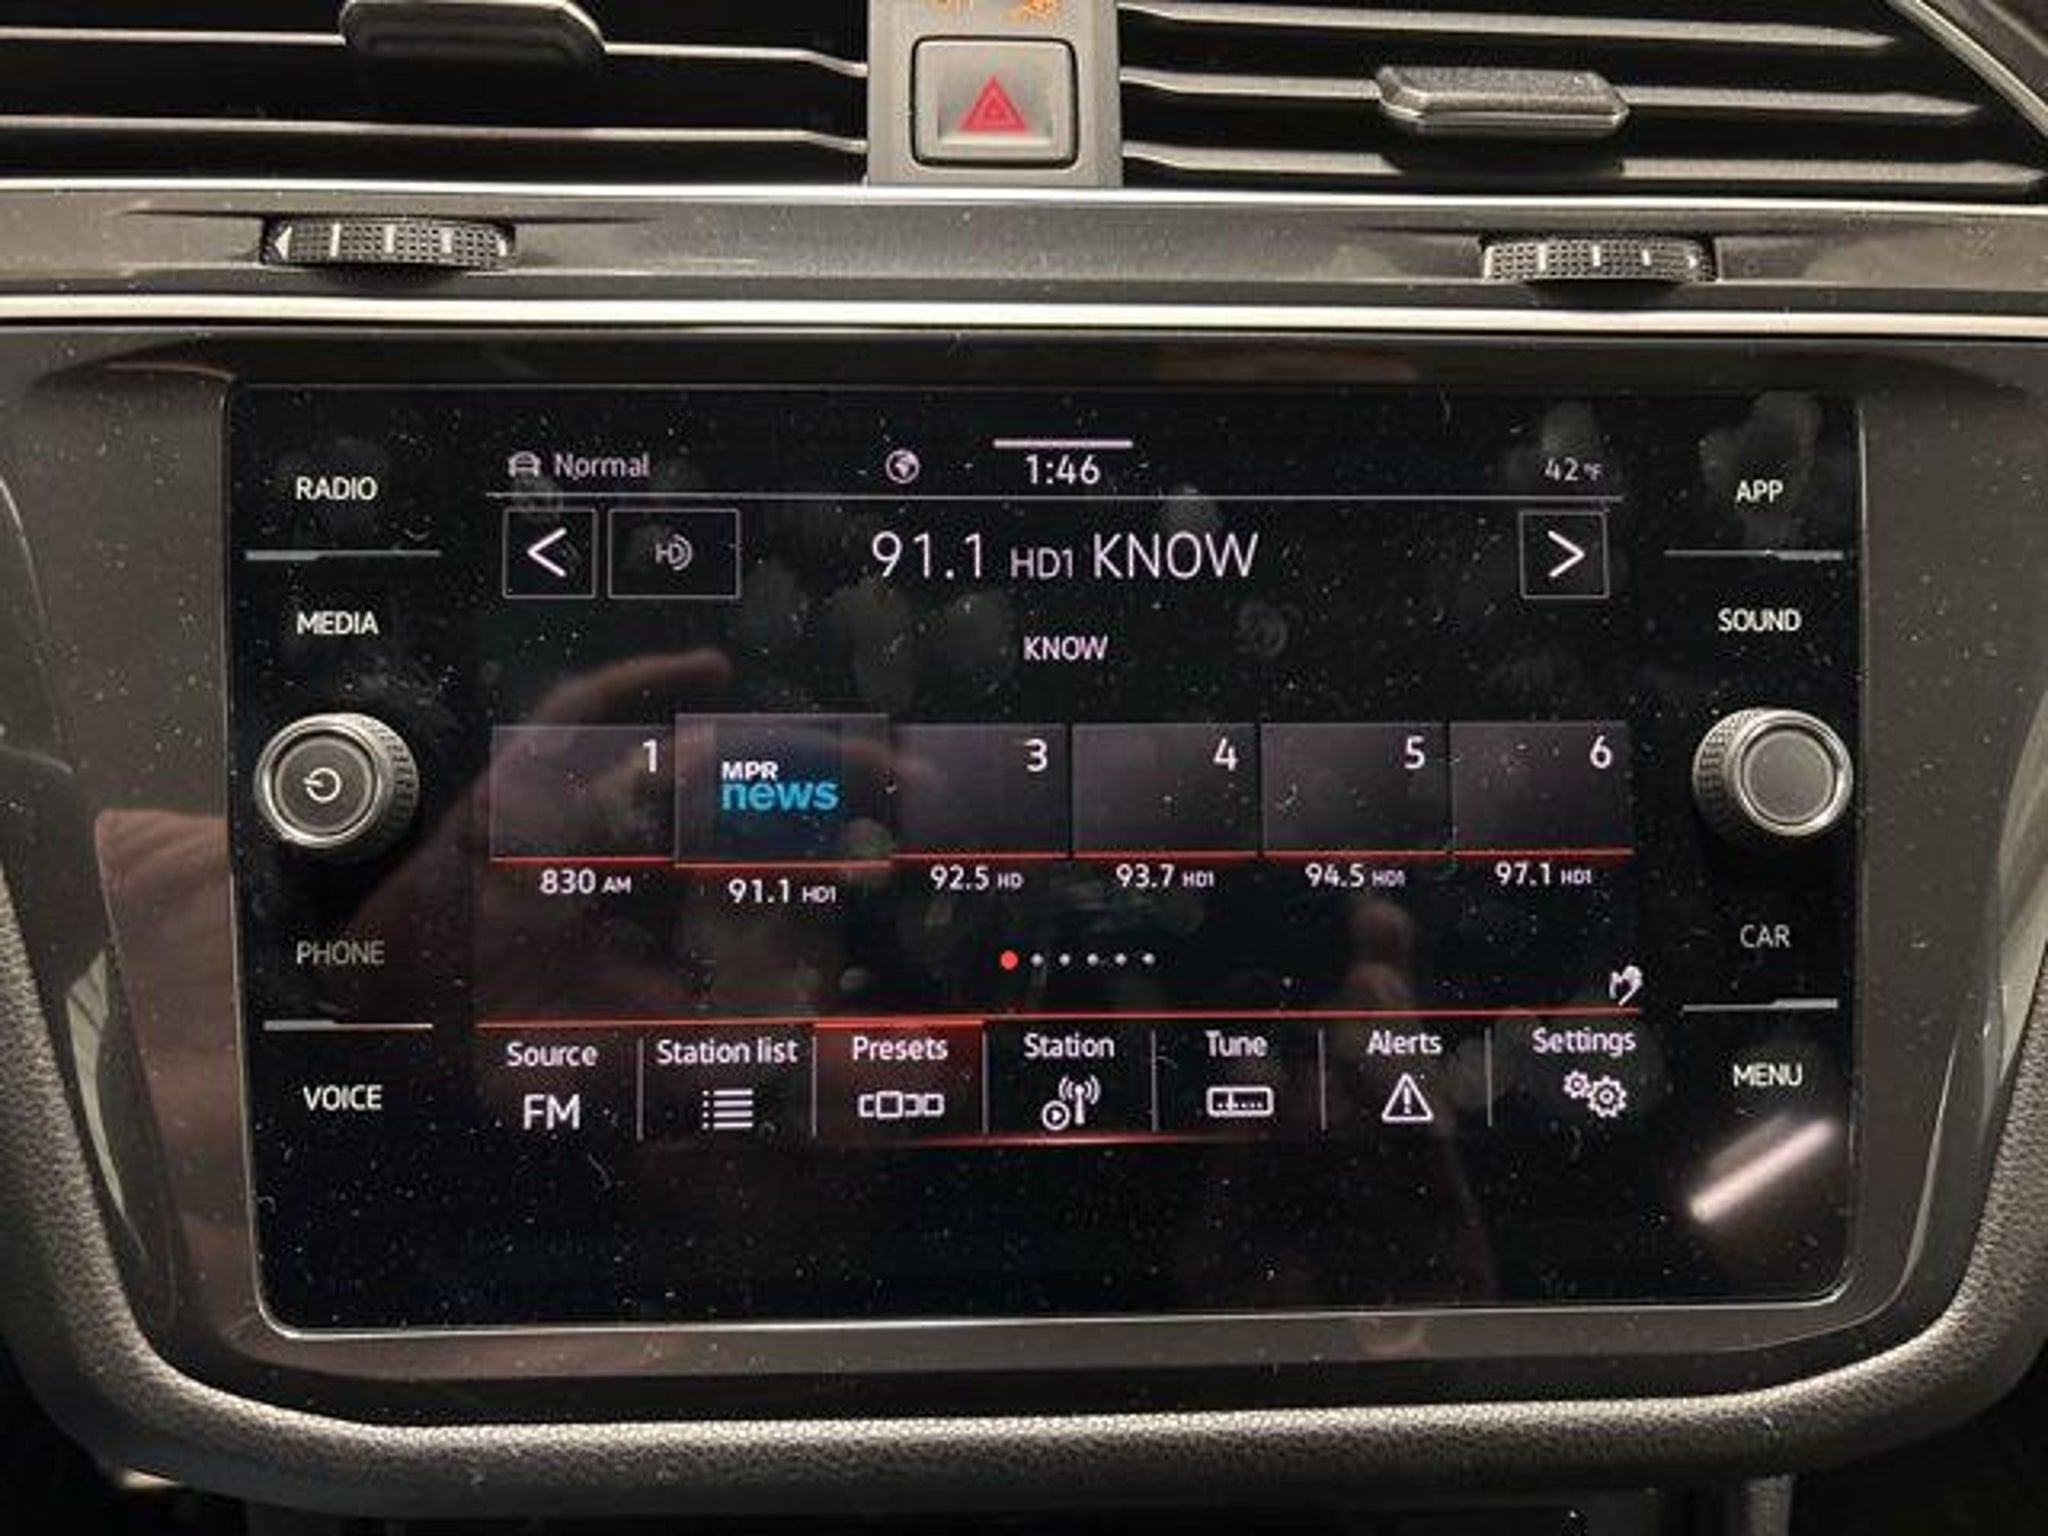 RADIO
MEDIA
PHONE
VOICE
Normal
1:46
42°F
HD
91.1 HD1 KNOW
KNOW
1
MPR
news
3
4
5
6
830 AM
91.1 HD1
92.5 HD
93.7 HD1
94.5 HD1
97.1 HD1
Source
FM
Station list
Presets
Station
Tune
Alerts
Settings
APP
SOUND
CAR
MENU